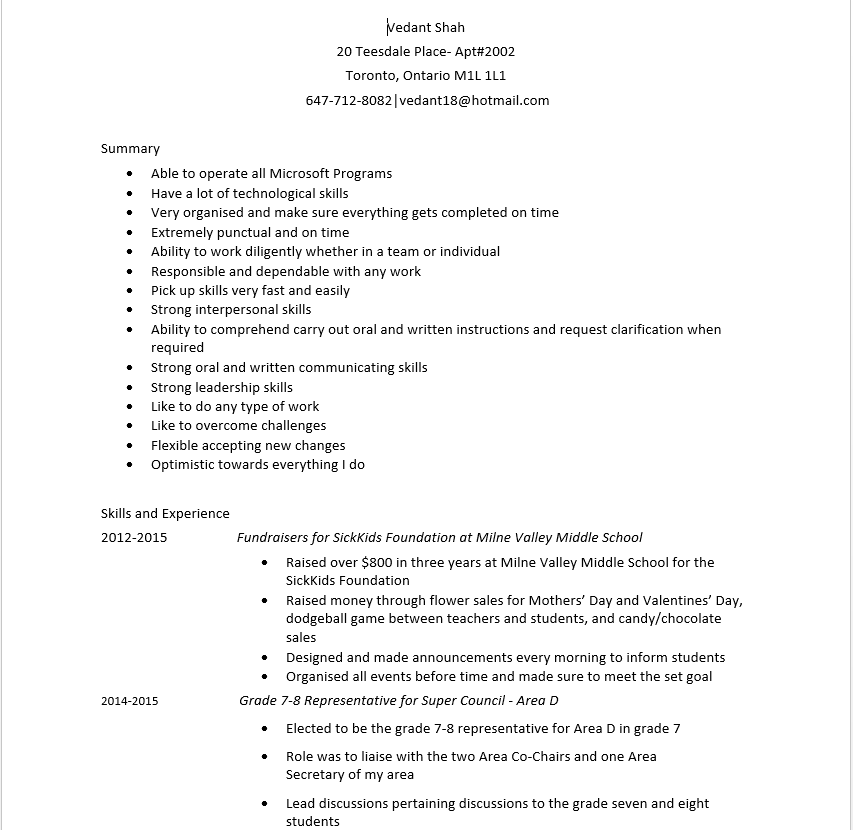 Vedant Shah
20 Teesdale Place- Apt#2002
Toronto, Ontario M1L 1L1
647-712-8082|vedant18@hotmail.com
Summary
• Able to operate all Microsoft Programs
• Have a lot of technological skills
• Very organised and make sure everything gets completed on time
• Extremely punctual and on time
• Ability to work diligently whether in a team or individual
• Responsible and dependable with any work
• Pick up skills very fast and easily
• Strong interpersonal skills
• Ability to comprehend carry out oral and written instructions and request clarification when
required
• Strong oral and written communicating skills
• Strong leadership skills
• Like to do any type of work
• Like to overcome challenges
• Flexible accepting new changes
• Optimistic towards everything I do
Skills and Experience
2012-2015 Fundraisers for SickKids Foundation at Milne Valley Middle School
• Raised over $800 in three years at Milne Valley Middle School for the
SickKids Foundation
• Raised money through flower sales for Mothers’ Day and Valentines’ Day,
dodgeball game between teachers and students, and candy/chocolate
sales
• Designed and made announcements every morning to inform students
• Organised all events before time and made sure to meet the set goal
2014-2015 Grade 7-8 Representative for Super Council - Area D
• Elected to be the grade 7-8 representative for Area D in grade 7
• Role was to liaise with the two Area Co-Chairs and one Area
Secretary of my area
• Lead discussions pertaining discussions to the grade seven and eight
students